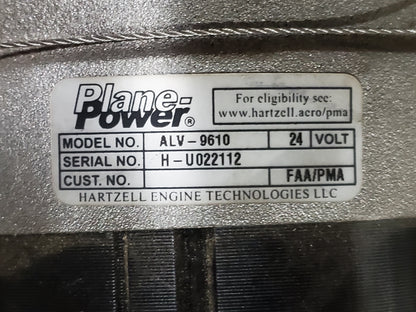 Plane-
Power®
For eligibility see:
www.hartzell.aero/pma
MODEL NO. ALV-9610 24 VOLT
SERIAL NO. H-U022112
CUST. NO. FAA/PMA
HARTZELL ENGINE TECHNOLOGIES LLC